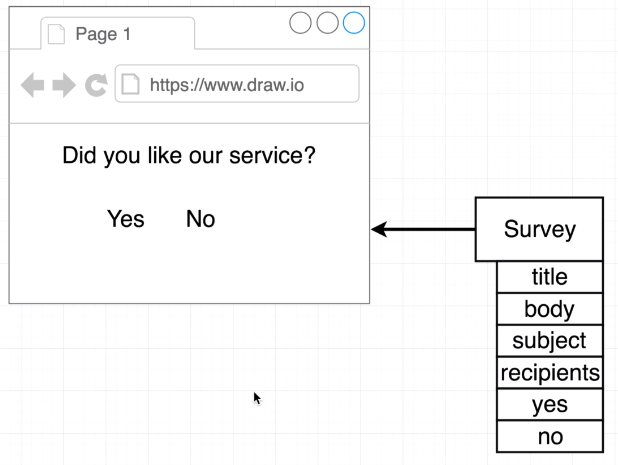 Page 1
https://www.draw.io
Did you like our service?
Yes No
Survey
title
body
subject
recipients
yes
no